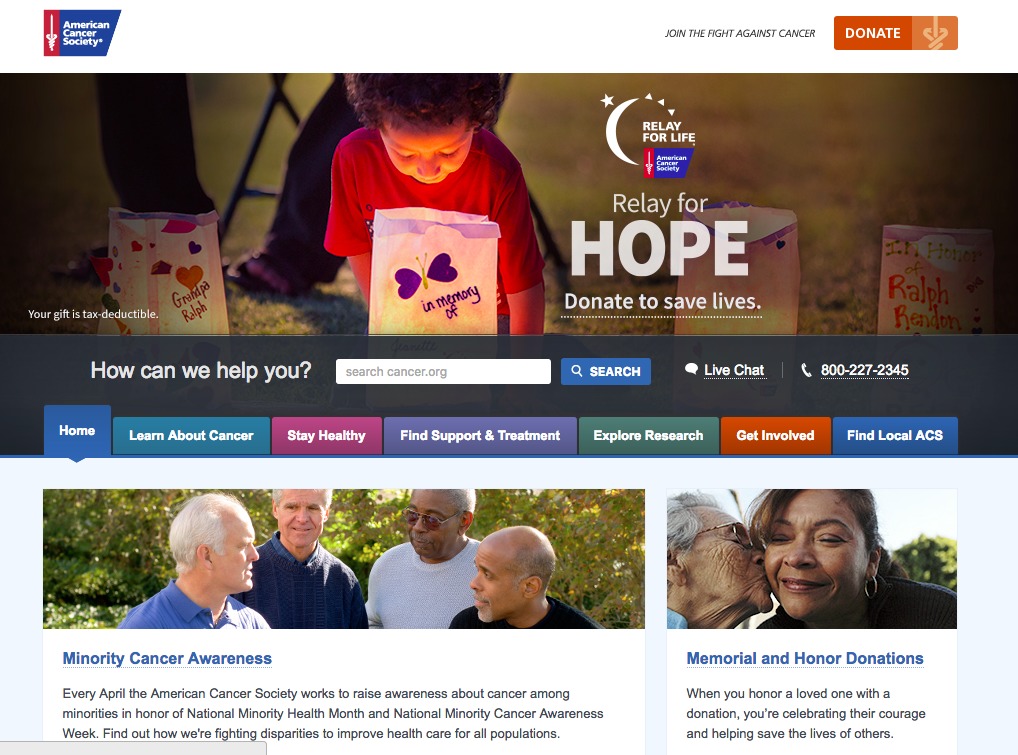 American
Cancer
Society®
JOIN THE FIGHT AGAINST CANCER
DONATE
RELAY
FOR LIFE
American
Cancer
Society
Relay for
HOPE
Donate to save lives.
Grandpa
Ralph
in memory
of
In Honor
of
Ralph
Rendon
Your gift is tax-deductible.
Jeanette
How can we help you?
search cancer.org
SEARCH
Live Chat
800-227-2345
Home
Learn About Cancer
Stay Healthy
Find Support & Treatment
Explore Research
Get Involved
Find Local ACS
Minority Cancer Awareness
Every April the American Cancer Society works to raise awareness about cancer among
minorities in honor of National Minority Health Month and National Minority Cancer Awareness
Week. Find out how we're fighting disparities to improve health care for all populations.
Memorial and Honor Donations
When you honor a loved one with a
donation, you're celebrating their courage
and helping save the lives of others.